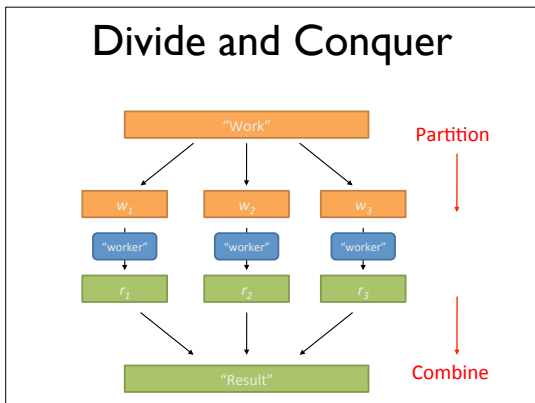 Divide and Conquer
“Work”
Partition
w1 w2 w3
“worker” “worker” “worker”
r1 r2 r3
“Result”
Combine